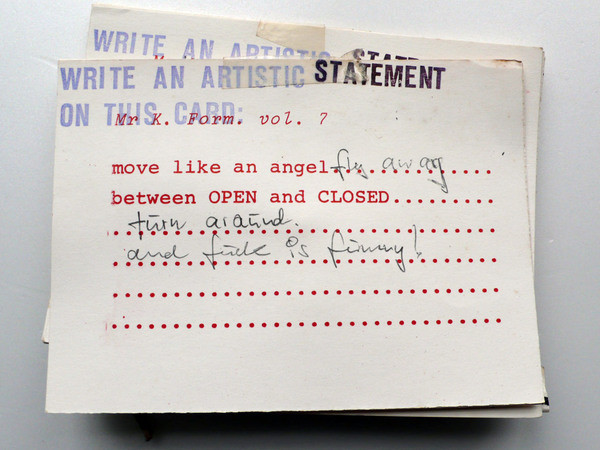 WRITE AN ARTISTIC STATEMENT
WRITE AN ARTISTIC STATEMENT
ON THIS CARD:
Mr K. Form. vol. 7
move like an angel fly away..............
between OPEN and CLOSED.........
turn around.
and fuck is funny!